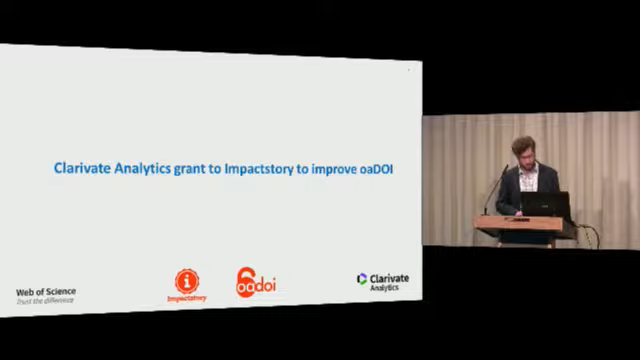 Clarivate Analytics grant to Impactstory to improve oaDOI
Web of Science
Trust the difference
Impactstory
oadoi
Clarivate
Analytics